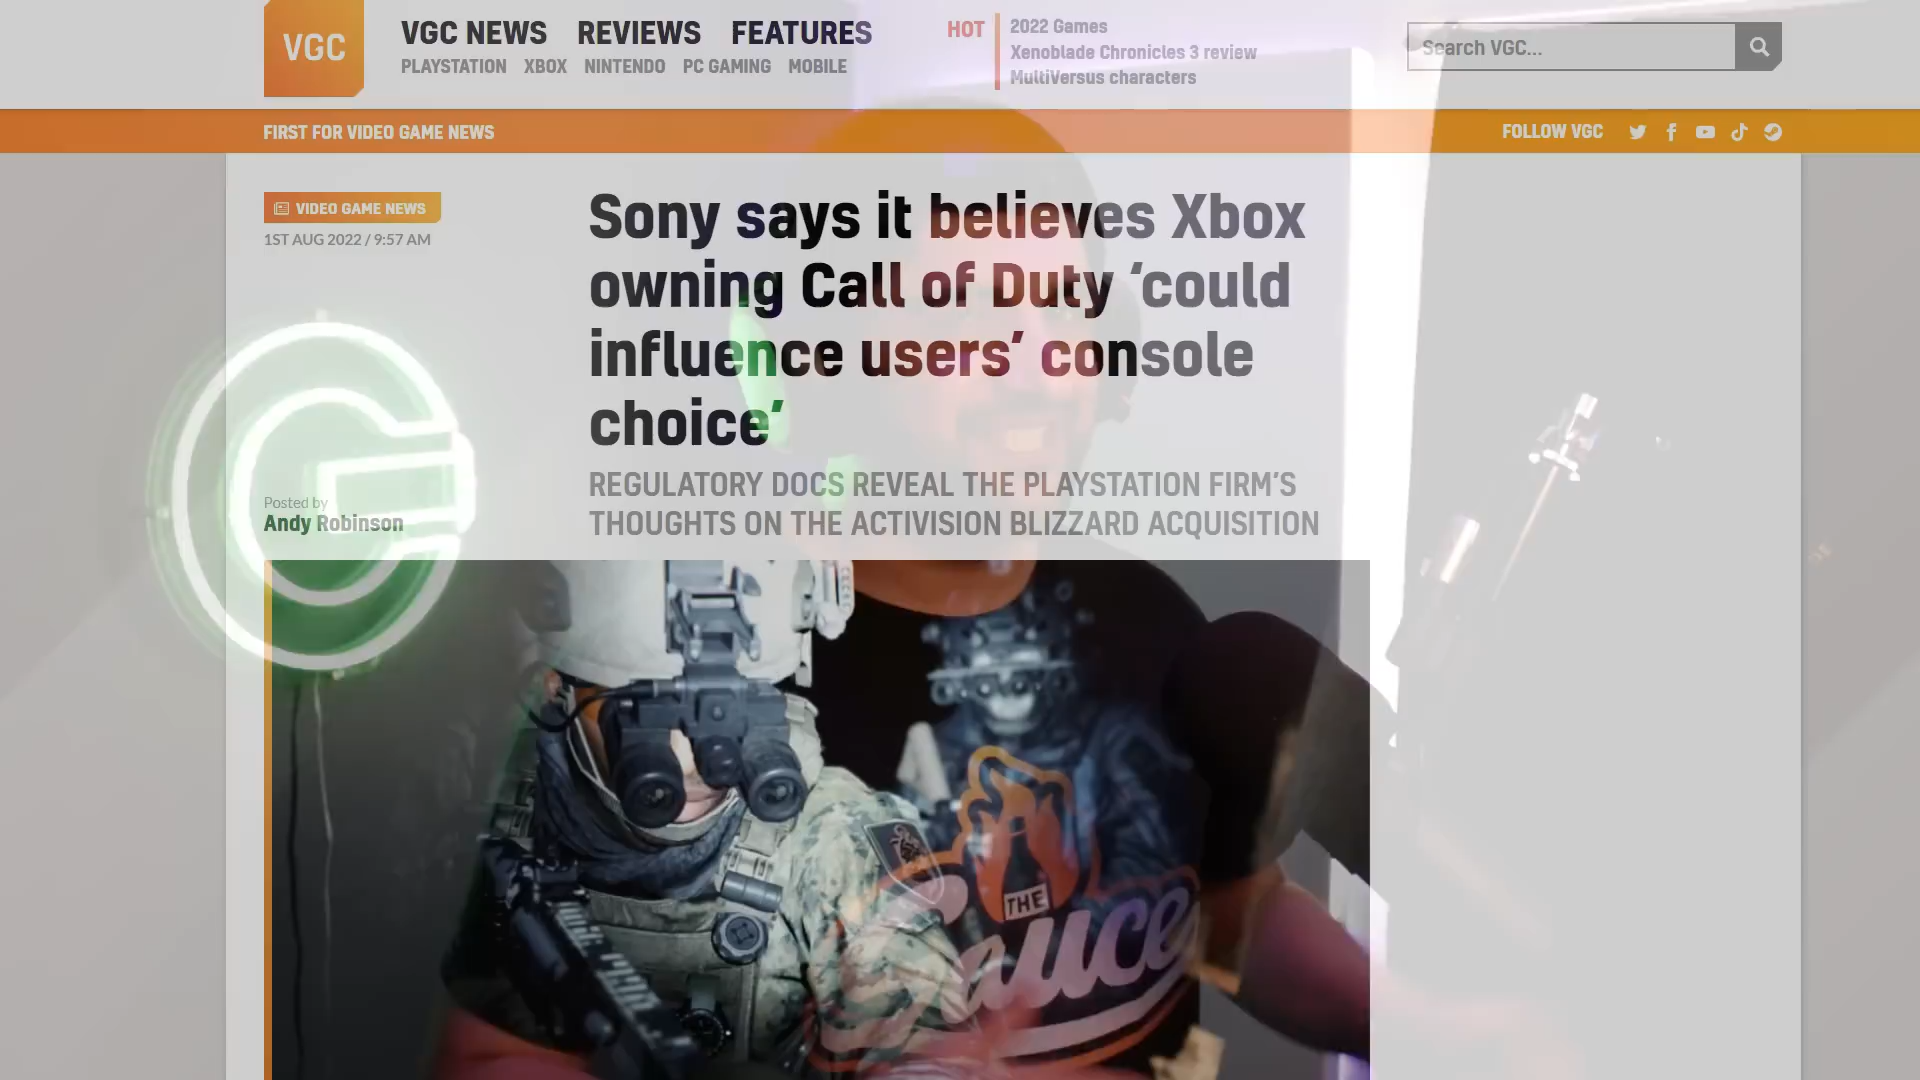 VGC
VGC NEWS REVIEWS FEATURES
PLAYSTATION XBOX NINTENDO PC GAMING MOBILE
HOT
2022 Games
Xenoblade Chronicles 3 review
MultiVersus characters
Search VGC...
FIRST FOR VIDEO GAME NEWS
FOLLOW VGC
VIDEO GAME NEWS
1ST AUG 2022 / 9:57 AM
Sony says it believes Xbox
owning Call of Duty ‘could
influence users’ console
choice’
REGULATORY DOCS REVEAL THE PLAYSTATION FIRM’S
THOUGHTS ON THE ACTIVISION BLIZZARD ACQUISITION
Posted by
Andy Robinson
THE
Sauce